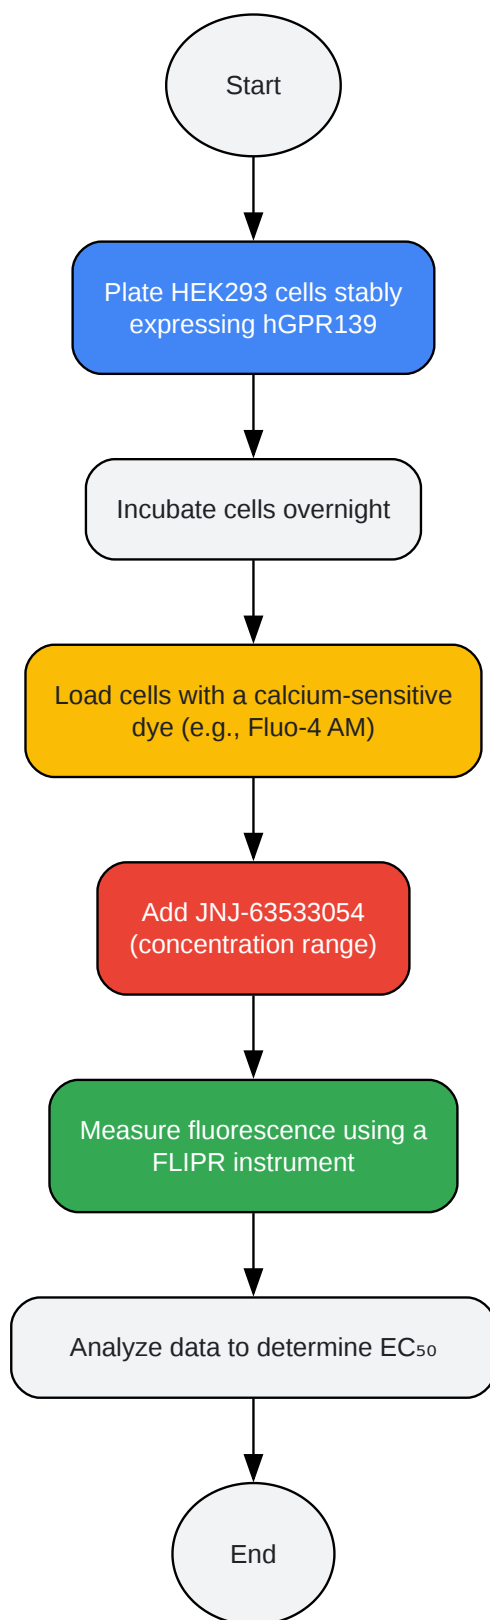 Start
Plate HEK293 cells stably
expressing hGPR139
Incubate cells overnight
Load cells with a calcium-sensitive
dye (e.g., Fluo-4 AM)
Add JNJ-63533054
(concentration range)
Measure fluorescence using a
FLIPR instrument
Analyze data to determine EC₅₀
End